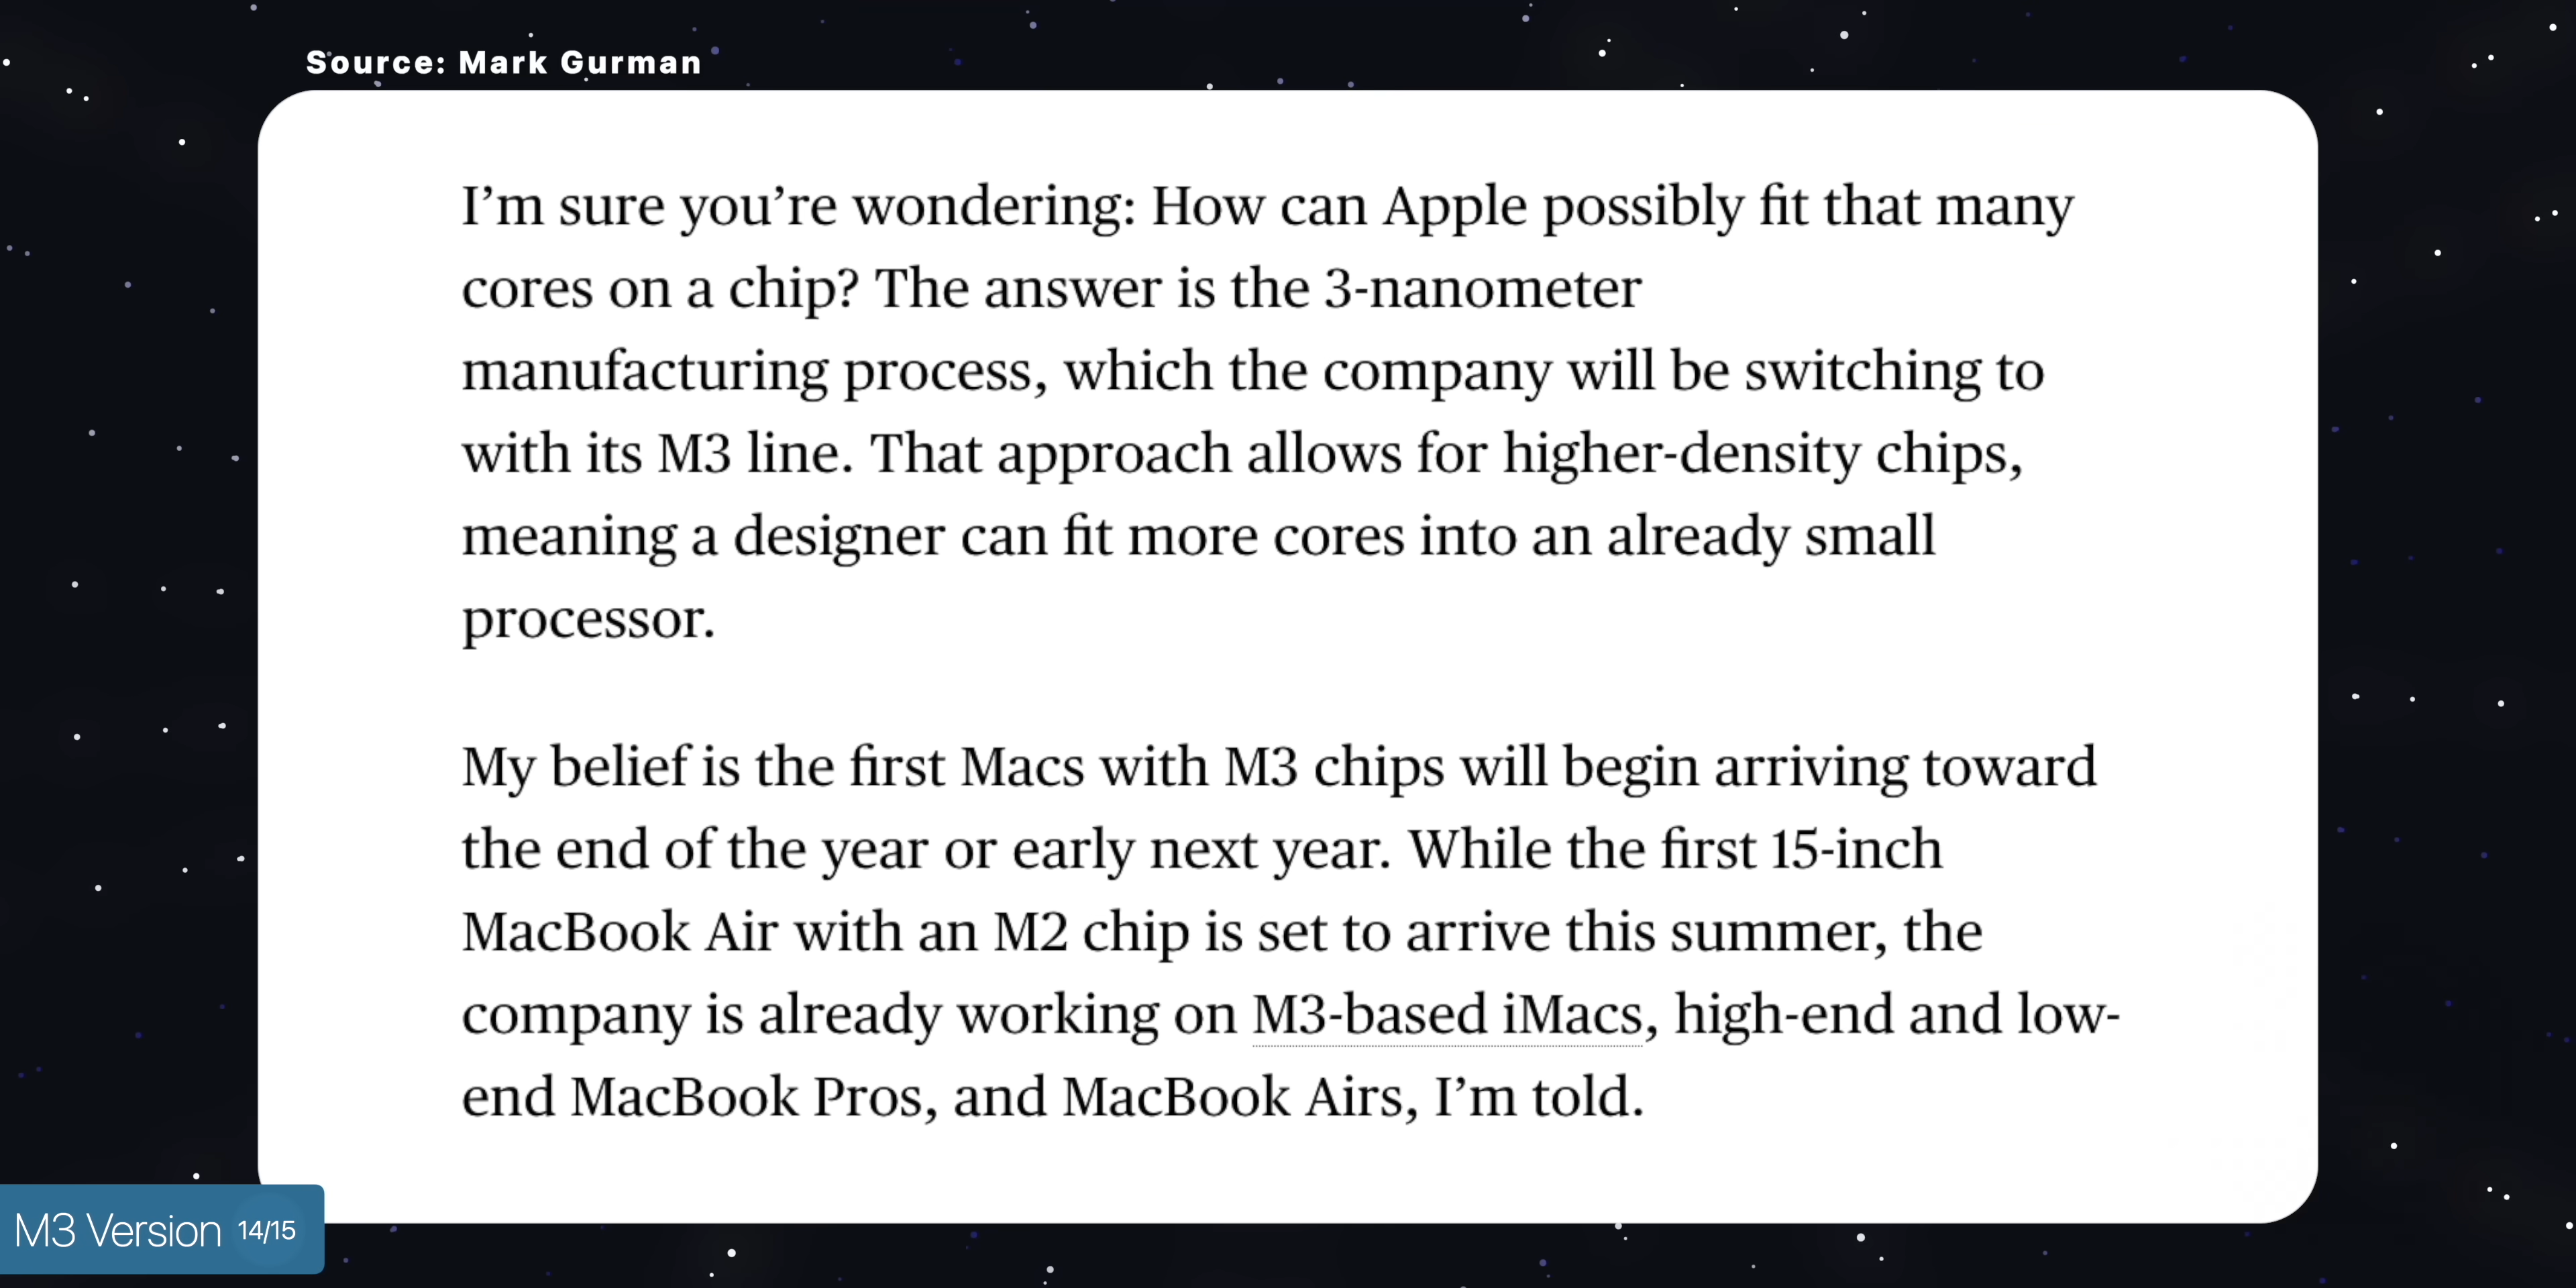 Source: Mark Gurman
I’m sure you’re wondering: How can Apple possibly fit that many
cores on a chip? The answer is the 3-nanometer
manufacturing process, which the company will be switching to
with its M3 line. That approach allows for higher-density chips,
meaning a designer can fit more cores into an already small
processor.
My belief is the first Macs with M3 chips will begin arriving toward
the end of the year or early next year. While the first 15-inch
MacBook Air with an M2 chip is set to arrive this summer, the
company is already working on M3-based iMacs, high-end and low-
end MacBook Pros, and MacBook Airs, I’m told.
M3 Version 14/15